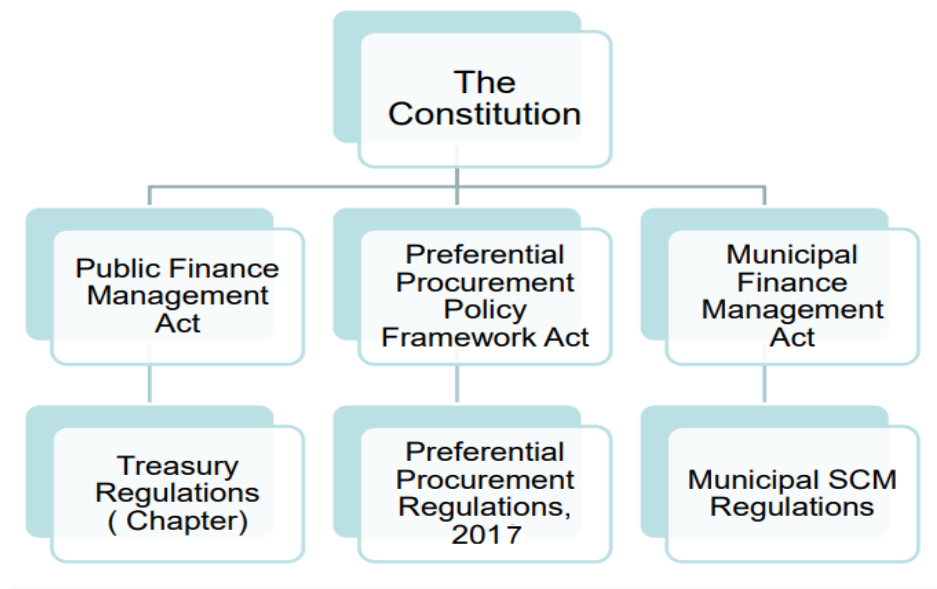 The
Constitution
Public Finance
Management
Act
Preferential
Procurement
Policy
Framework Act
Municipal
Finance
Management
Act
Treasury
Regulations
( Chapter)
Preferential
Procurement
Regulations,
2017
Municipal SCM
Regulations